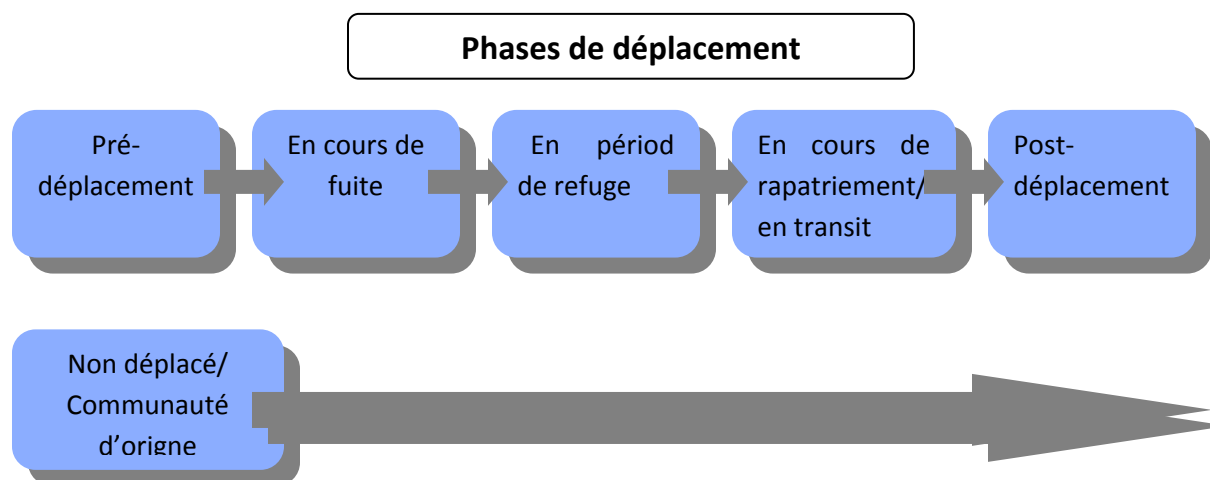 Phases de déplacement
Pré-
déplacement
En cours de
fuite
En périod
de refuge
En cours de
rapatriement/
en transit
Post-
déplacement
Non déplacé/
Communauté
d’origne